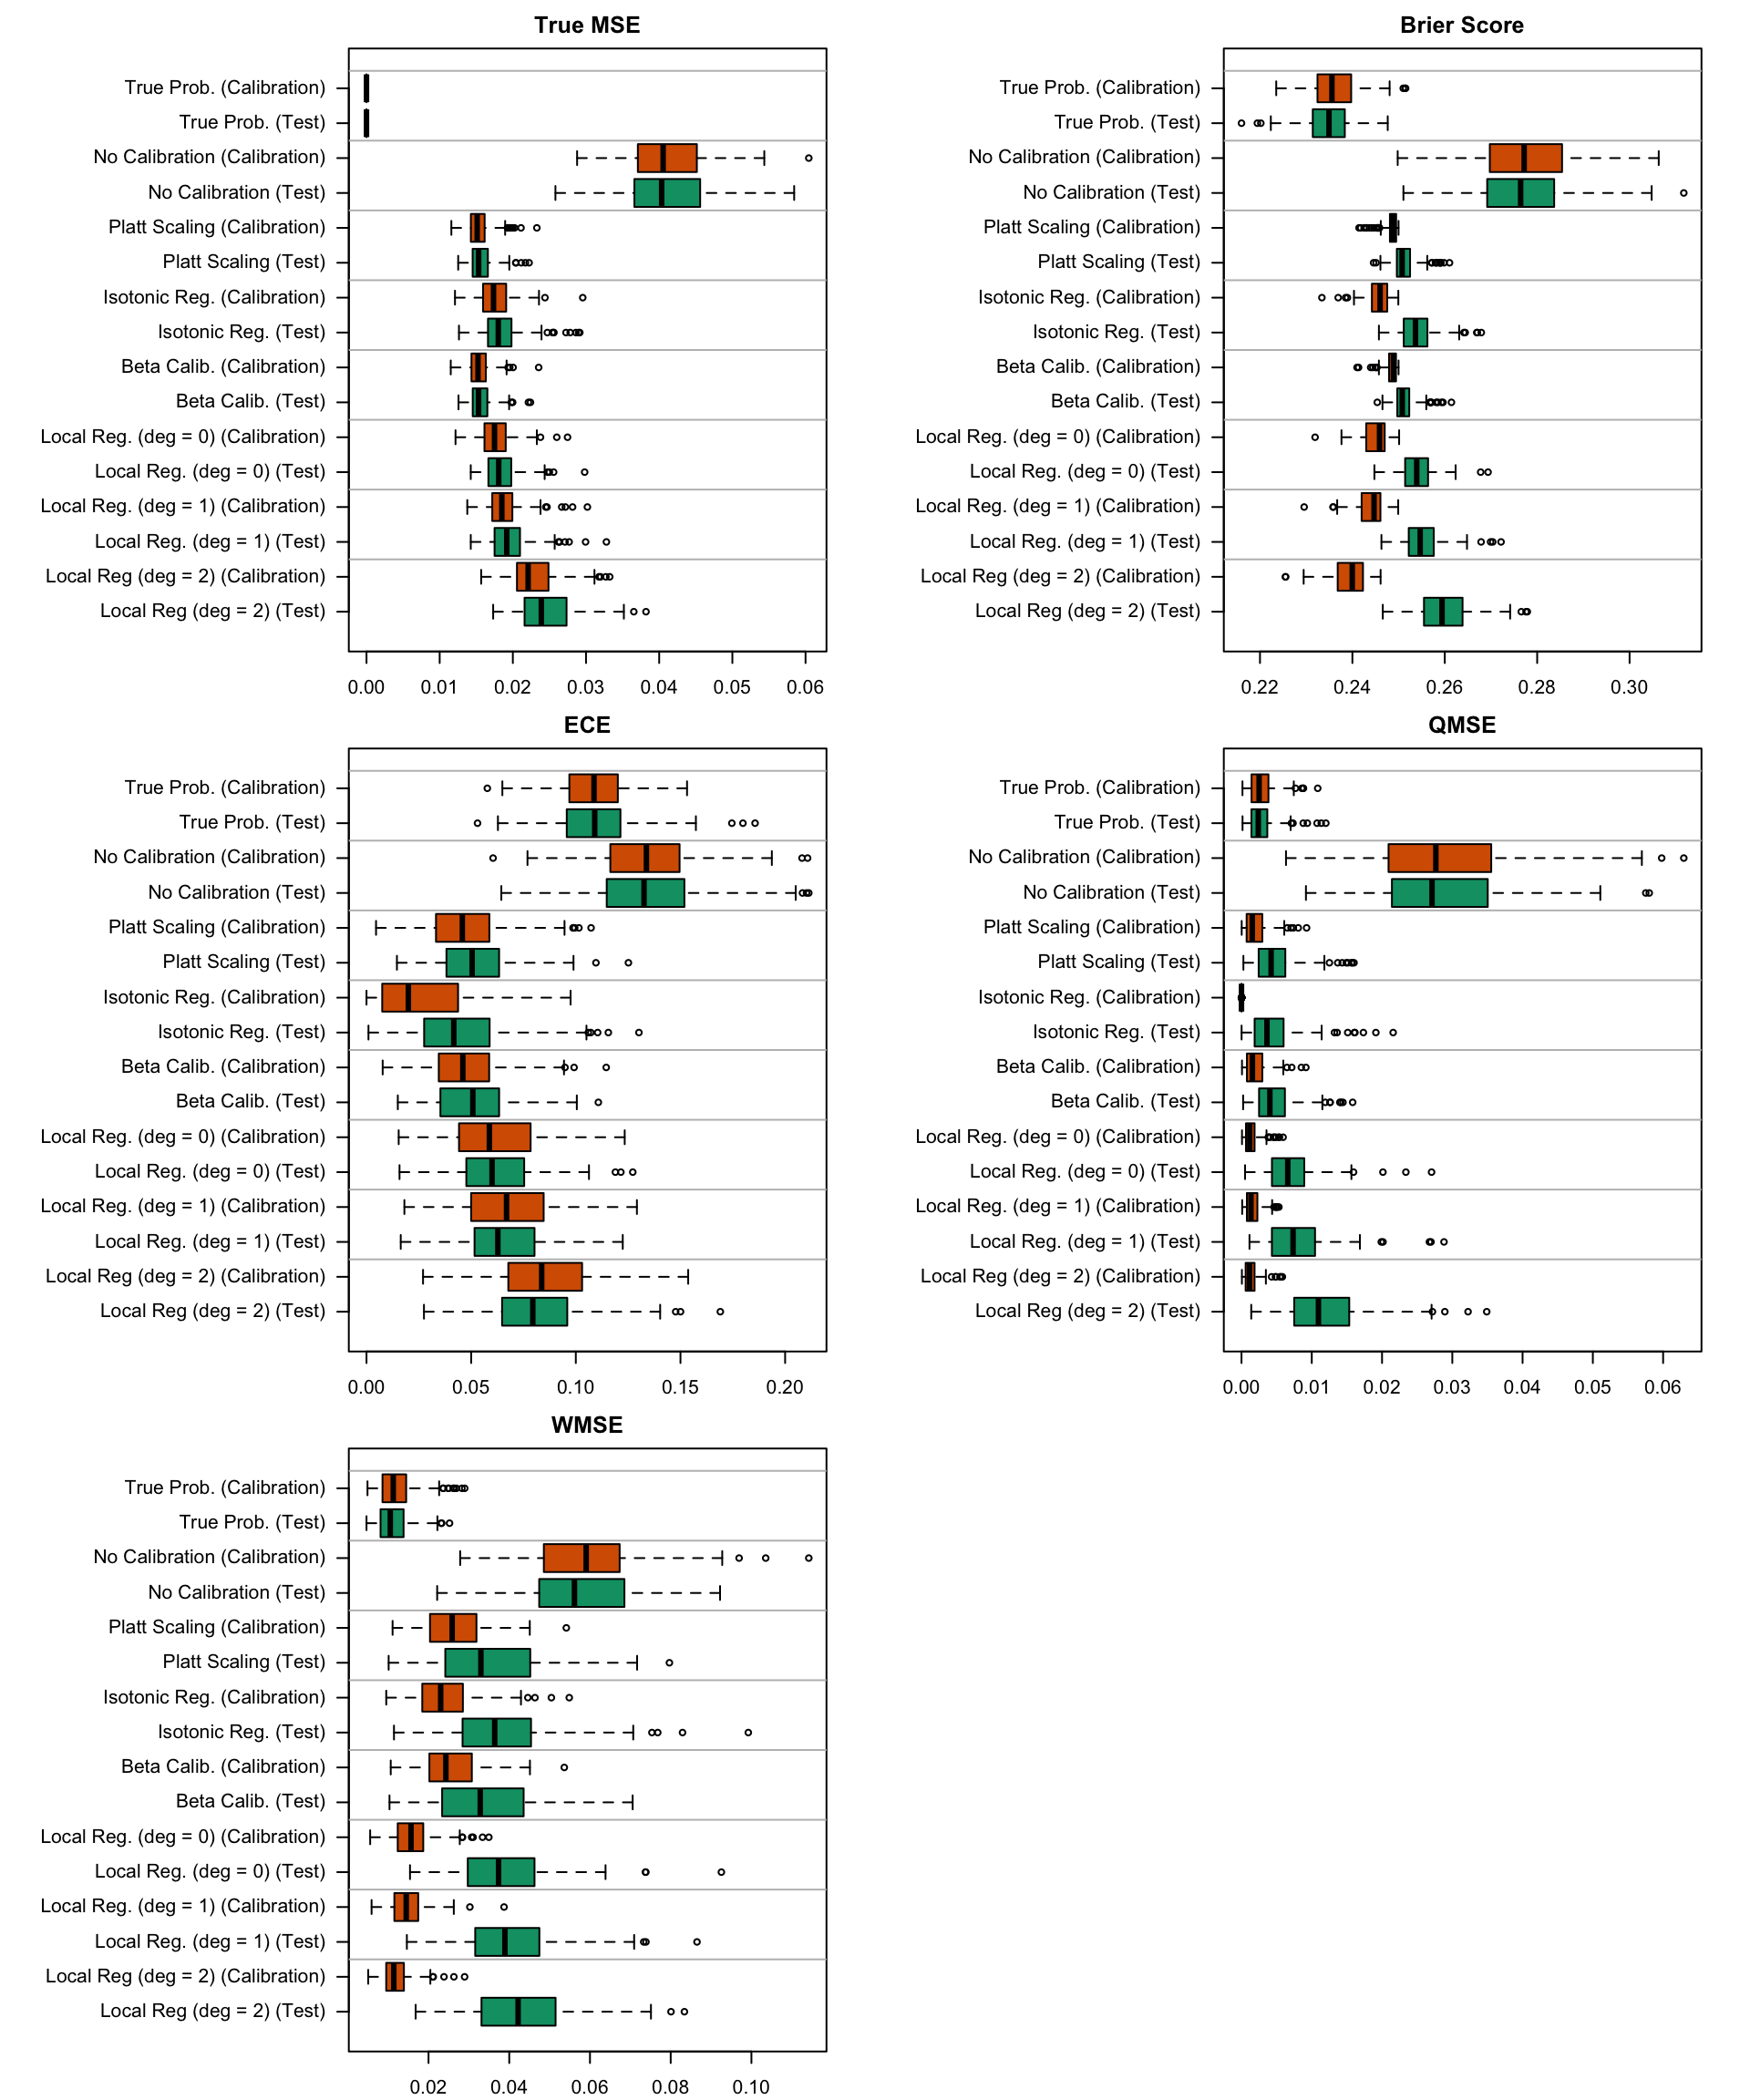 True MSE
True Prob. (Calibration)
True Prob. (Test)
No Calibration (Calibration)
No Calibration (Test)
Platt Scaling (Calibration)
Platt Scaling (Test)
Isotonic Reg. (Calibration)
Isotonic Reg. (Test)
Beta Calib. (Calibration)
Beta Calib. (Test)
Local Reg. (deg = 0) (Calibration)
Local Reg. (deg = 0) (Test)
Local Reg. (deg = 1) (Calibration)
Local Reg. (deg = 1) (Test)
Local Reg (deg = 2) (Calibration)
Local Reg (deg = 2) (Test)
0.00 0.01 0.02 0.03 0.04 0.05 0.06
Brier Score
True Prob. (Calibration)
True Prob. (Test)
No Calibration (Calibration)
No Calibration (Test)
Platt Scaling (Calibration)
Platt Scaling (Test)
Isotonic Reg. (Calibration)
Isotonic Reg. (Test)
Beta Calib. (Calibration)
Beta Calib. (Test)
Local Reg. (deg = 0) (Calibration)
Local Reg. (deg = 0) (Test)
Local Reg. (deg = 1) (Calibration)
Local Reg. (deg = 1) (Test)
Local Reg (deg = 2) (Calibration)
Local Reg (deg = 2) (Test)
0.22 0.24 0.26 0.28 0.30
ECE
True Prob. (Calibration)
True Prob. (Test)
No Calibration (Calibration)
No Calibration (Test)
Platt Scaling (Calibration)
Platt Scaling (Test)
Isotonic Reg. (Calibration)
Isotonic Reg. (Test)
Beta Calib. (Calibration)
Beta Calib. (Test)
Local Reg. (deg = 0) (Calibration)
Local Reg. (deg = 0) (Test)
Local Reg. (deg = 1) (Calibration)
Local Reg. (deg = 1) (Test)
Local Reg (deg = 2) (Calibration)
Local Reg (deg = 2) (Test)
0.00 0.05 0.10 0.15 0.20
QMSE
True Prob. (Calibration)
True Prob. (Test)
No Calibration (Calibration)
No Calibration (Test)
Platt Scaling (Calibration)
Platt Scaling (Test)
Isotonic Reg. (Calibration)
Isotonic Reg. (Test)
Beta Calib. (Calibration)
Beta Calib. (Test)
Local Reg. (deg = 0) (Calibration)
Local Reg. (deg = 0) (Test)
Local Reg. (deg = 1) (Calibration)
Local Reg. (deg = 1) (Test)
Local Reg (deg = 2) (Calibration)
Local Reg (deg = 2) (Test)
0.00 0.01 0.02 0.03 0.04 0.05 0.06
WMSE
True Prob. (Calibration)
True Prob. (Test)
No Calibration (Calibration)
No Calibration (Test)
Platt Scaling (Calibration)
Platt Scaling (Test)
Isotonic Reg. (Calibration)
Isotonic Reg. (Test)
Beta Calib. (Calibration)
Beta Calib. (Test)
Local Reg. (deg = 0) (Calibration)
Local Reg. (deg = 0) (Test)
Local Reg. (deg = 1) (Calibration)
Local Reg. (deg = 1) (Test)
Local Reg (deg = 2) (Calibration)
Local Reg (deg = 2) (Test)
0.02 0.04 0.06 0.08 0.10